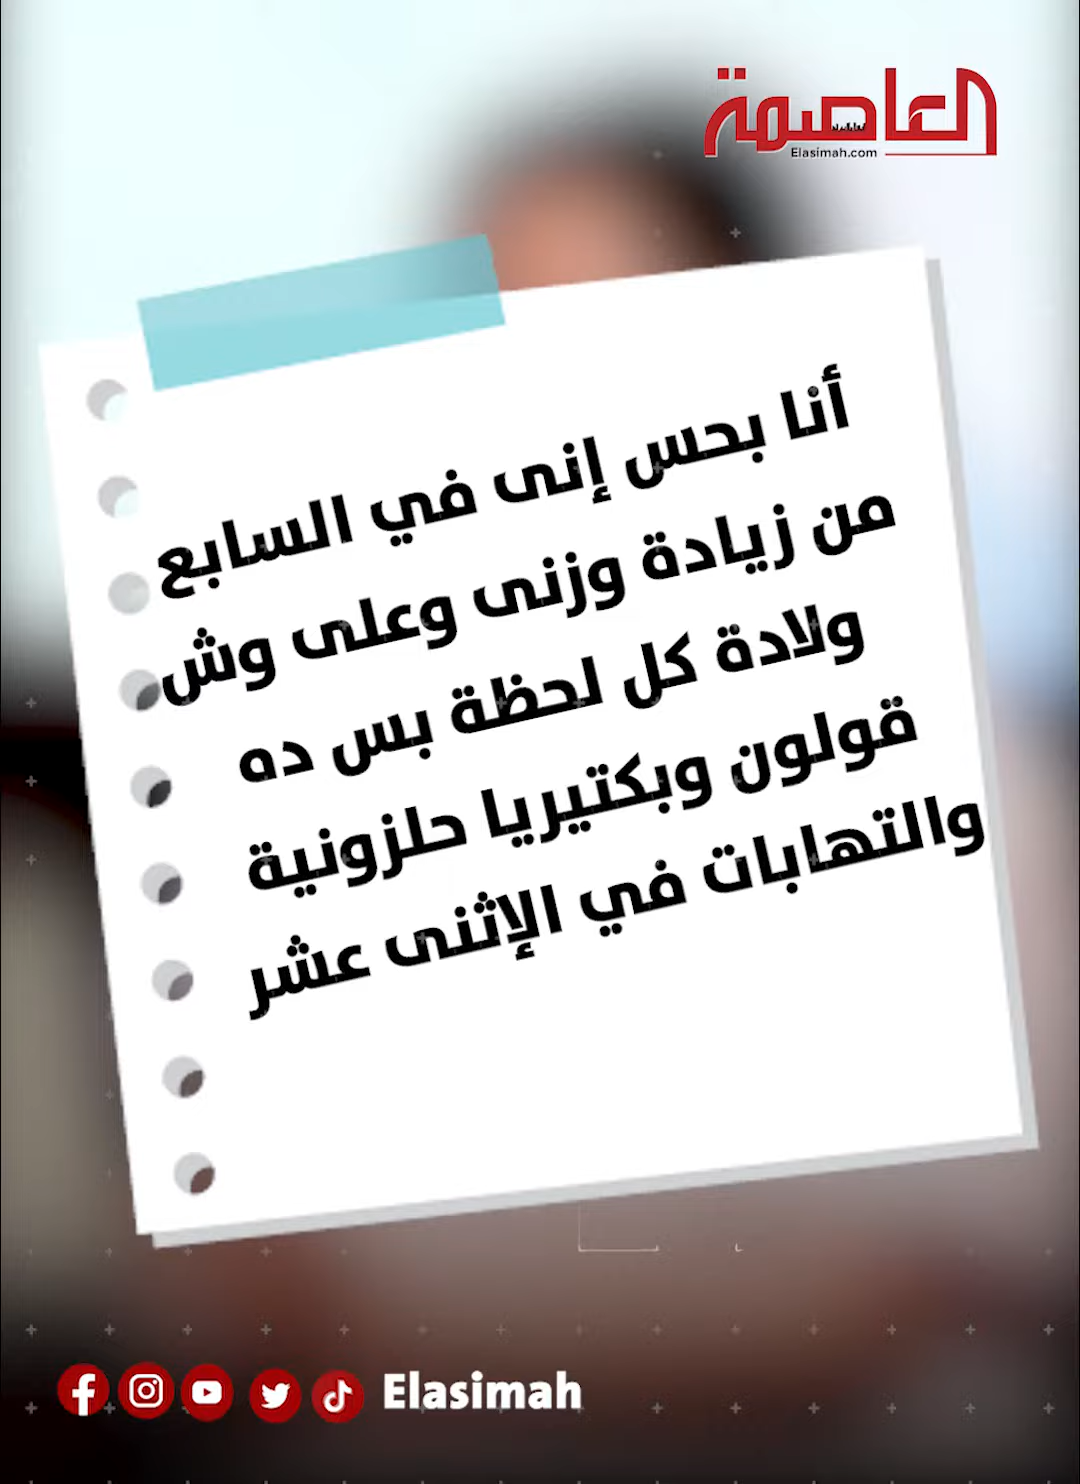 العاصمة
Elasimah.com
أنا بحس إنى في السابع
من زيادة وزنى وعلى وش
ولادة كل لحظة بس ده
قولون وبكتيريا حلزونية
والتهابات في الإثنى عشر
Elasimah